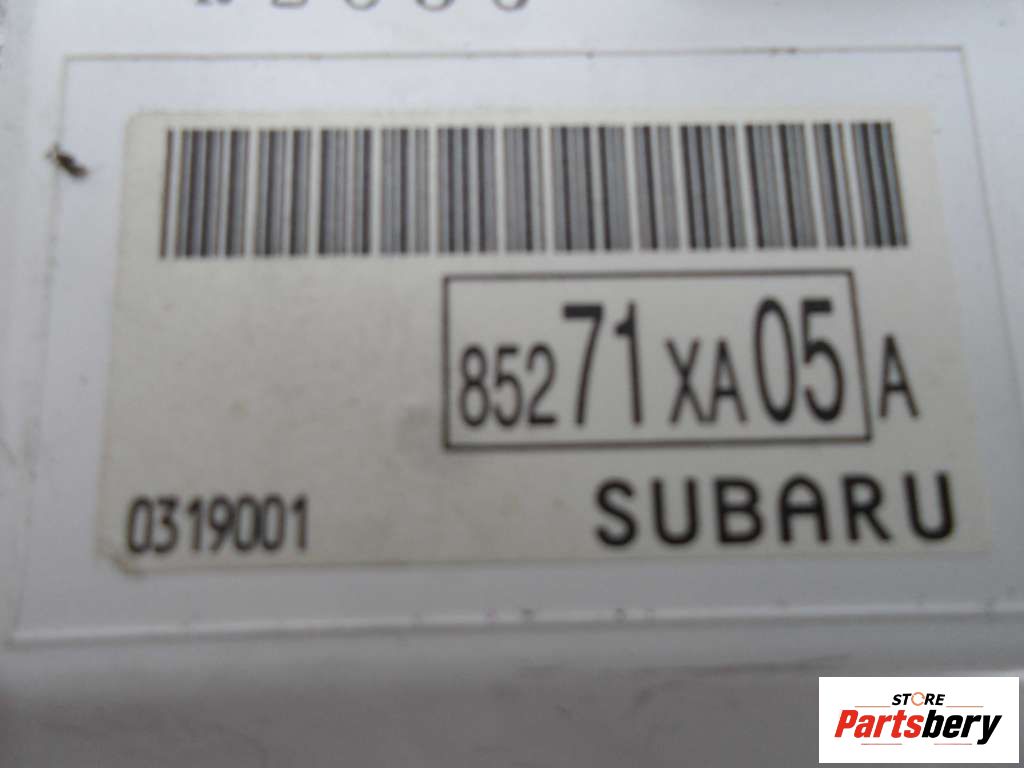 85271XA05A
0319001
SUBARU
STORE
Partsbery